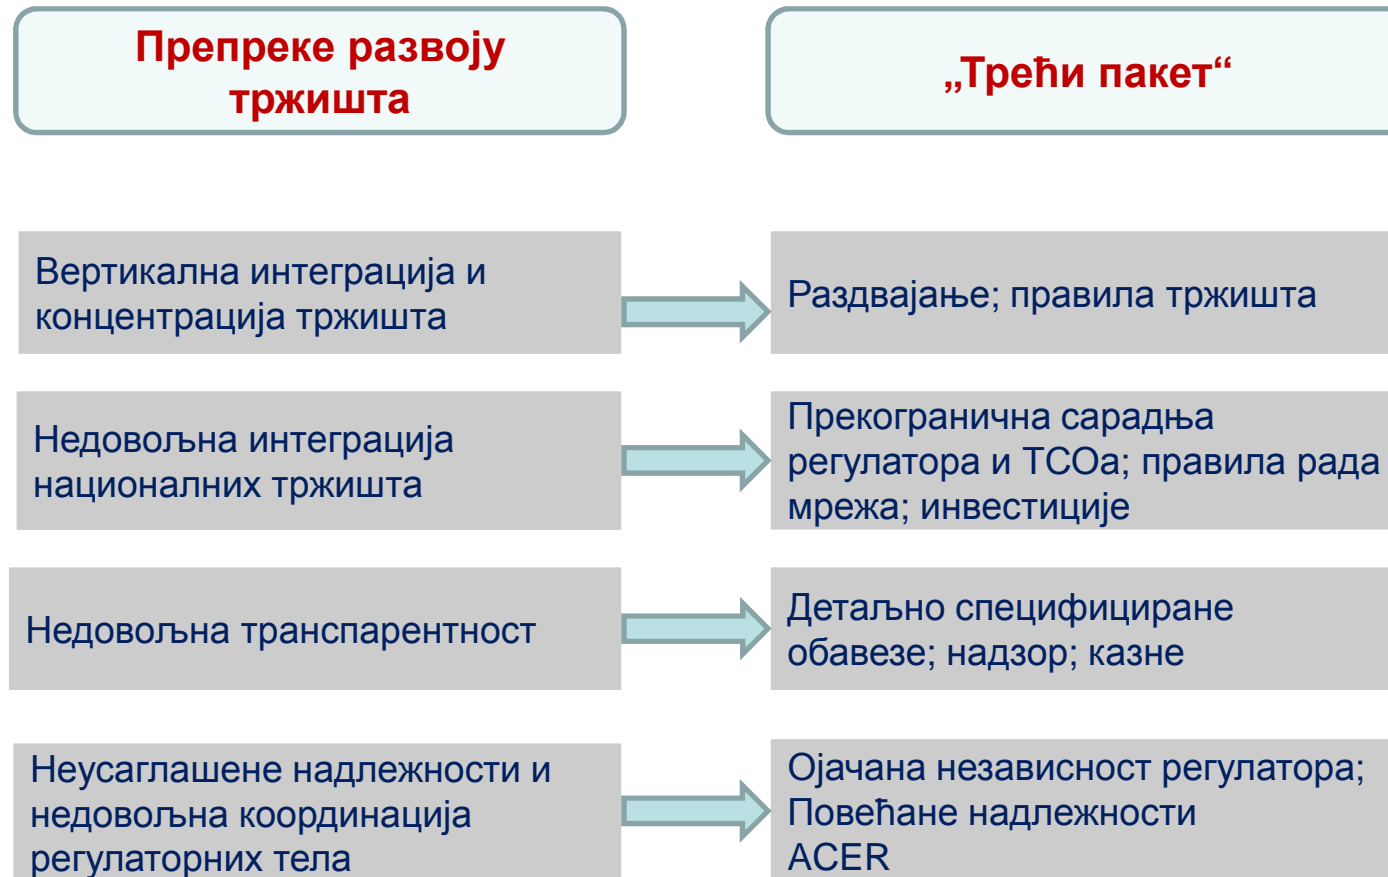 Препреке развоју
тржишта
„Трећи пакет“
Вертикална интеграција и
концентрација тржишта
Раздвајање; правила тржишта
Недовољна интеграција
националних тржишта
Прекогранична сарадња
регулатора и ТСОа; правила рада
мрежа; инвестиције
Недовољна транспарентност
Детаљно специфициране
обавезе; надзор; казне
Неусаглашене надлежности и
недовољна координација
регулаторних тела
Ојачана независност регулатора;
Повећане надлежности
ACER